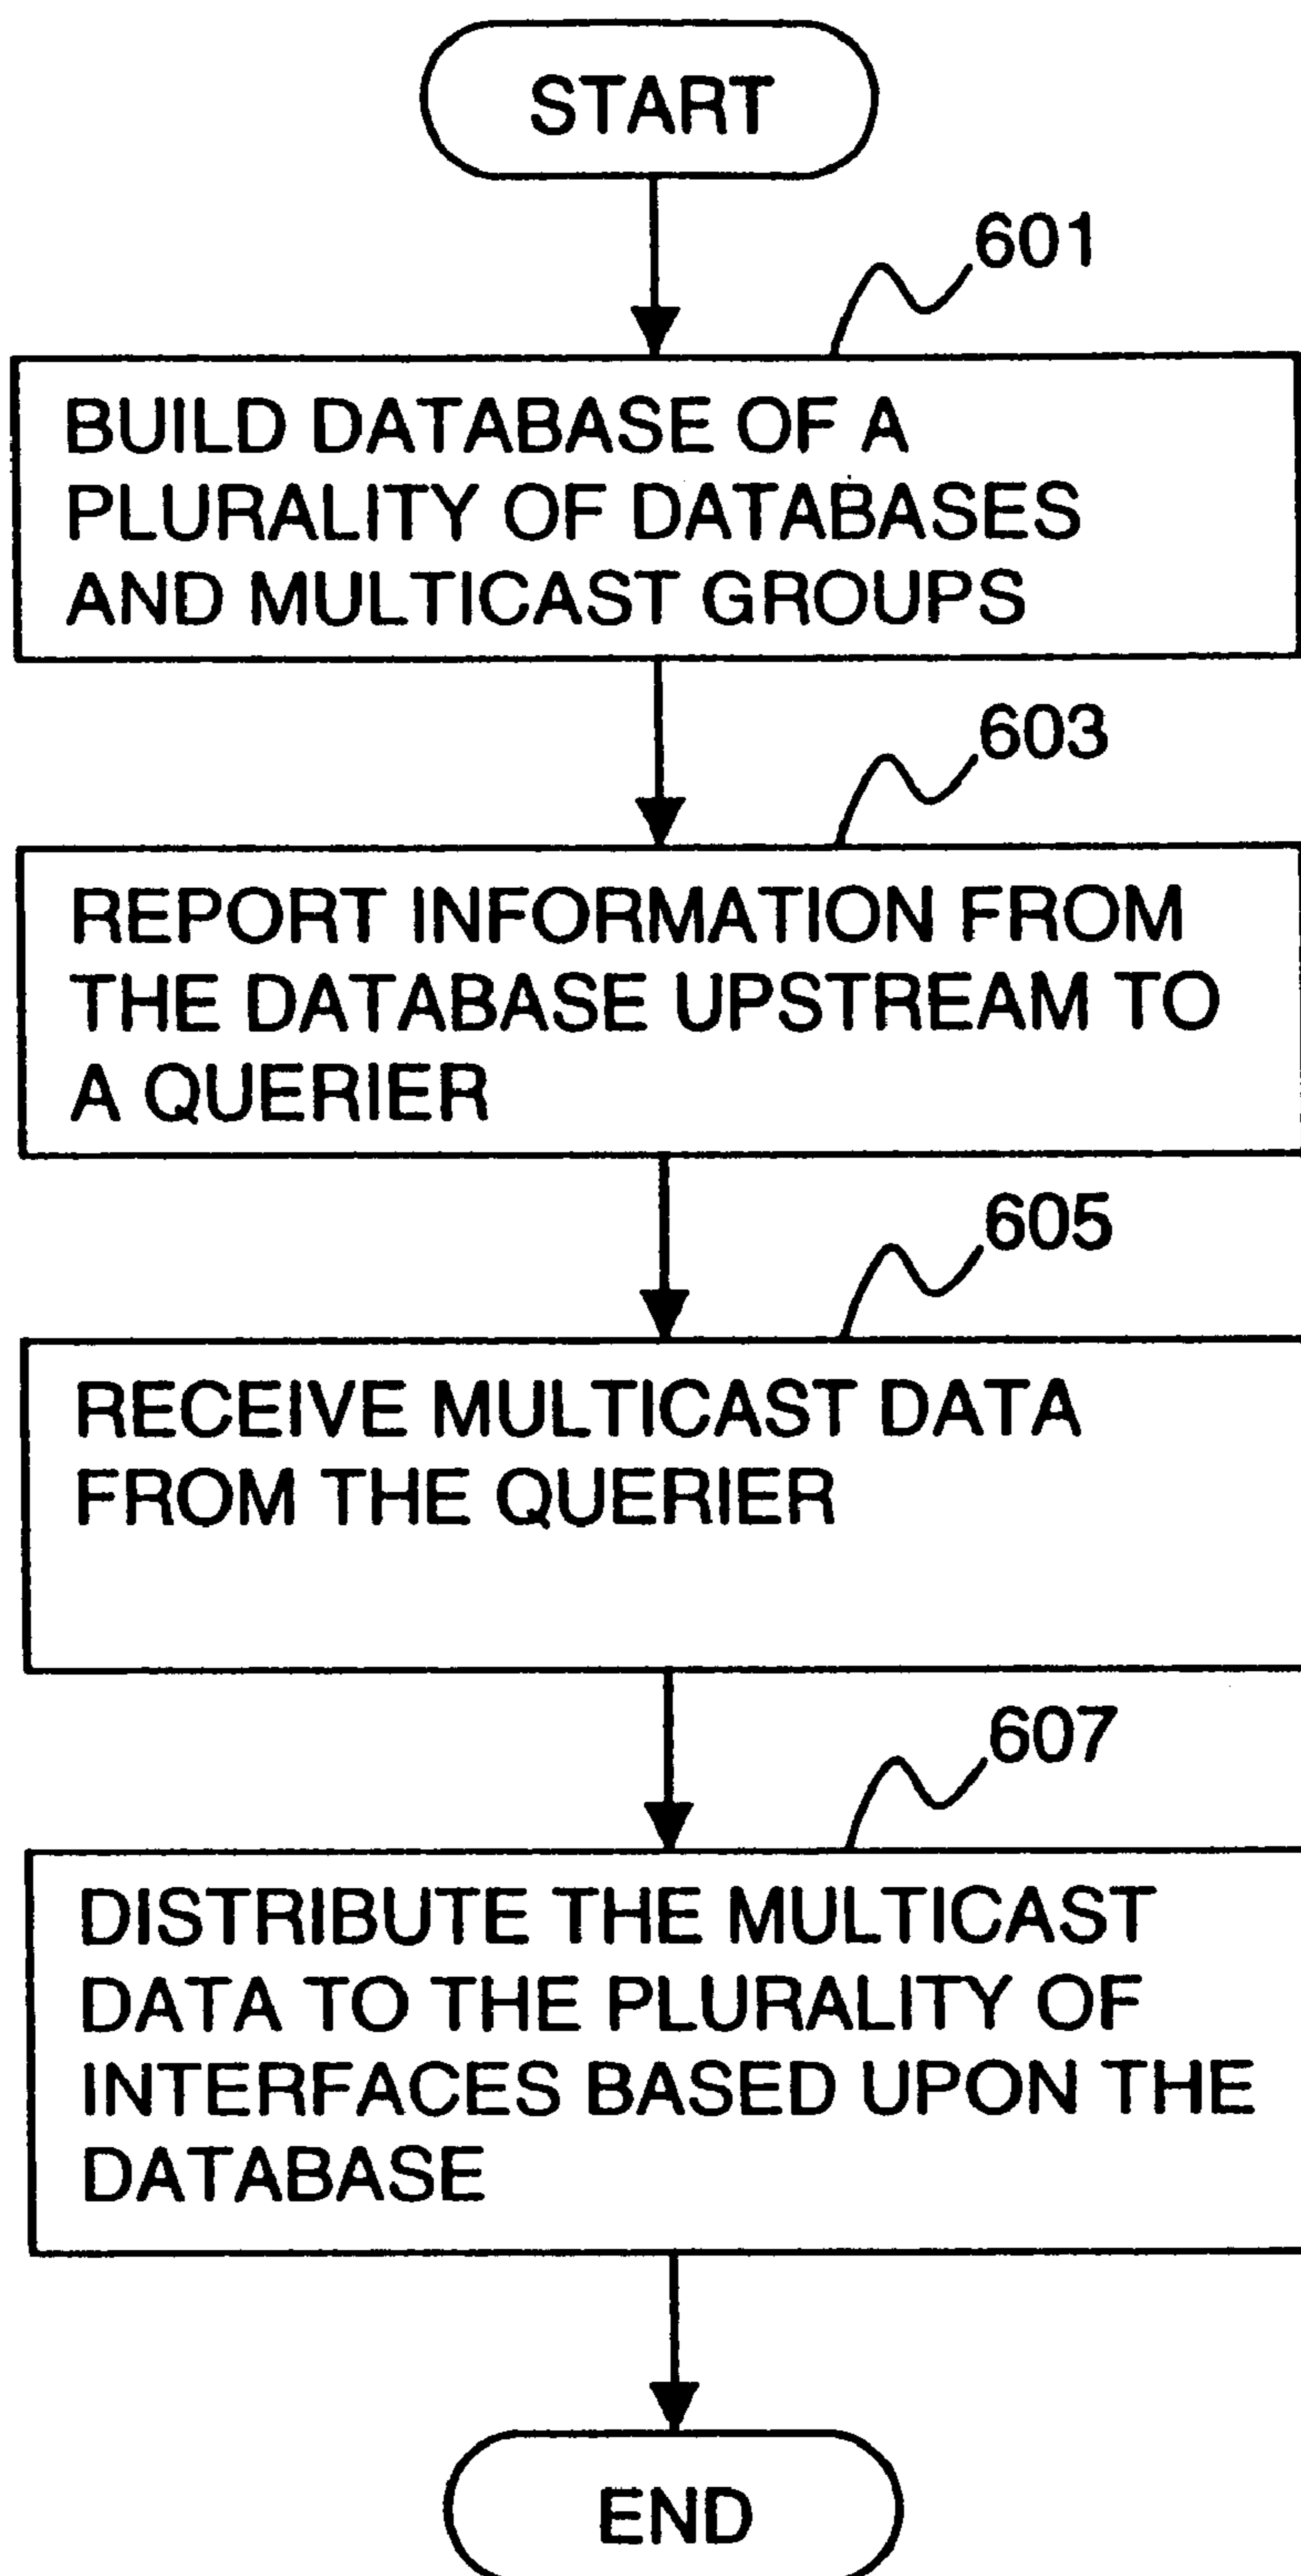 START
601
BUILD DATABASE OF A
PLURALITY OF DATABASES
AND MULTICAST GROUPS
603
REPORT INFORMATION FROM
THE DATABASE UPSTREAM TO
A QUERIER
605
RECEIVE MULTICAST DATA
FROM THE QUERIER
607
DISTRIBUTE THE MULTICAST
DATA TO THE PLURALITY OF
INTERFACES BASED UPON THE
DATABASE
END